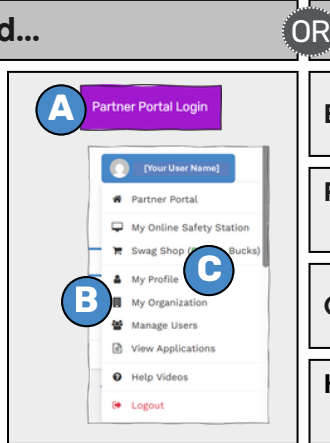 d...
OR
A
Partner Portal Login
[Your User Name]
Partner Portal
My Online Safety Station
Swag Shop ( Bucks)
C
My Profile
B
My Organization
Manage Users
View Applications
Help Videos
Logout